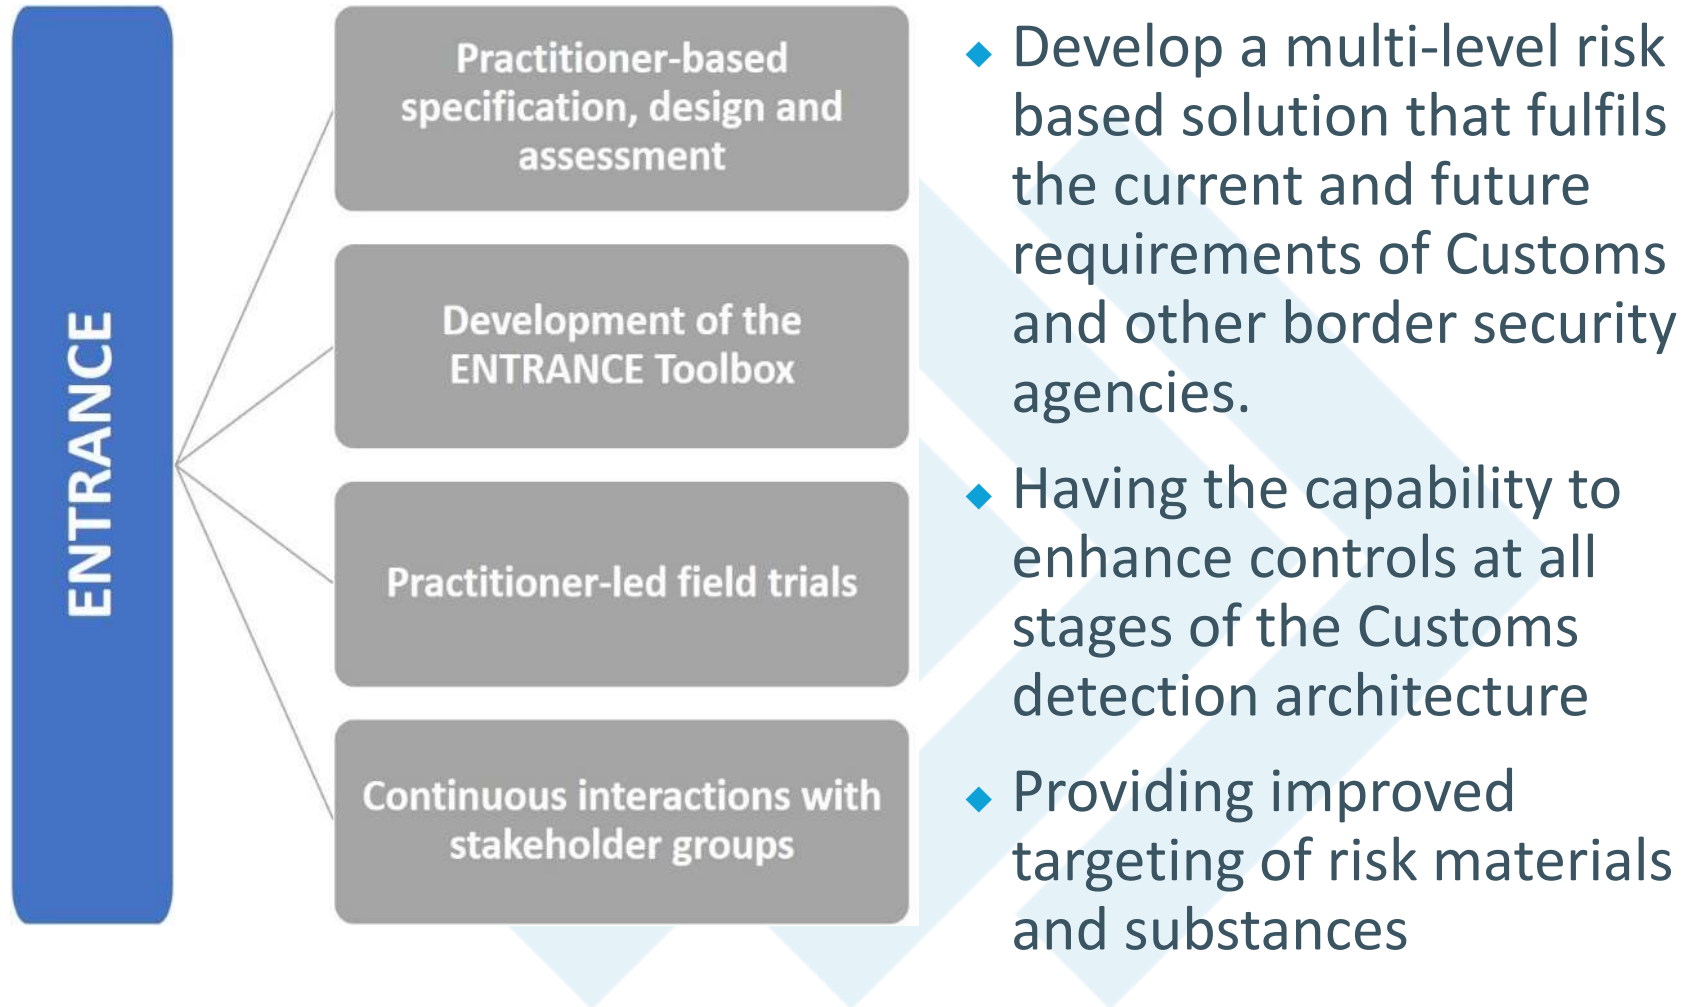 ENTRANCE
Practitioner-based
specification, design and
assessment
Development of the
ENTRANCE Toolbox
Practitioner-led field trials
Continuous interactions with
stakeholder groups
Develop a multi-level risk
based solution that fulfils
the current and future
requirements of Customs
and other border security
agencies.
Having the capability to
enhance controls at all
stages of the Customs
detection architecture
Providing improved
targeting of risk materials
and substances